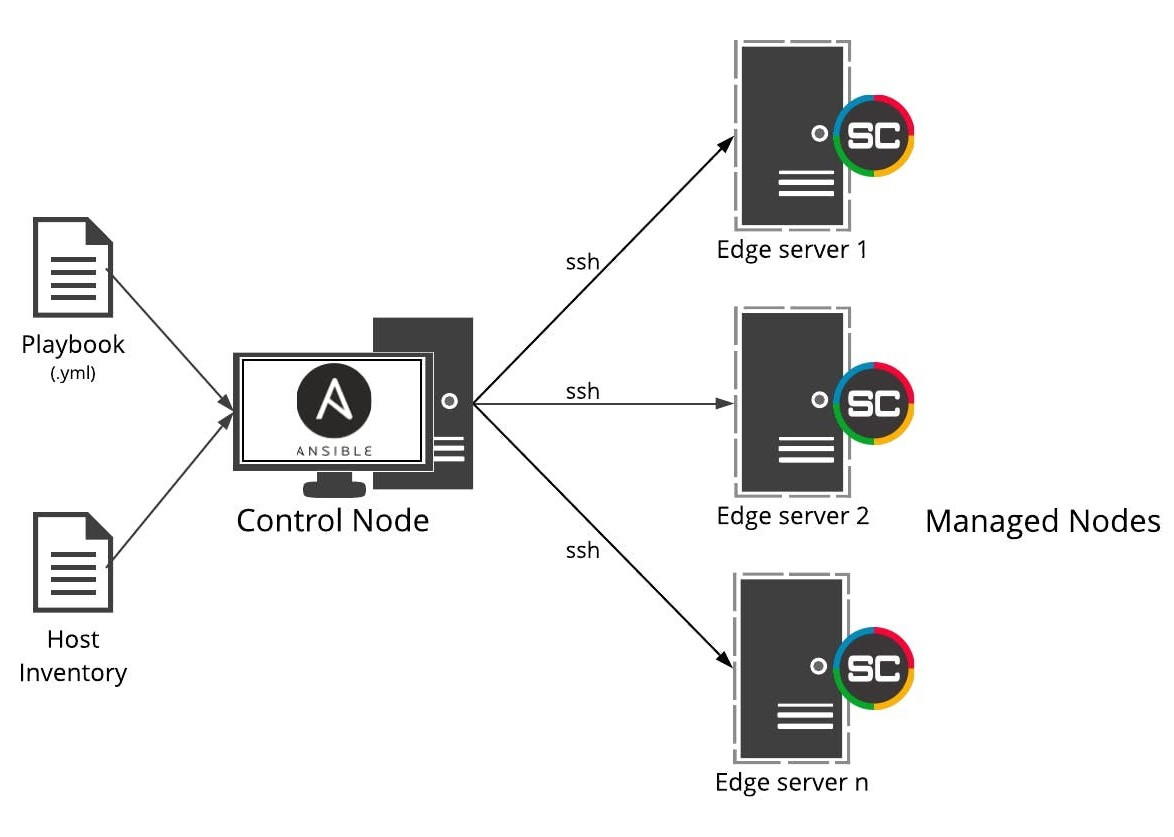 Playbook
(.yml)
Host
Inventory
ANSIBLE
Control Node
ssh
ssh
ssh
SC
Edge server 1
SC
Edge server 2
SC
Edge server n
Managed Nodes